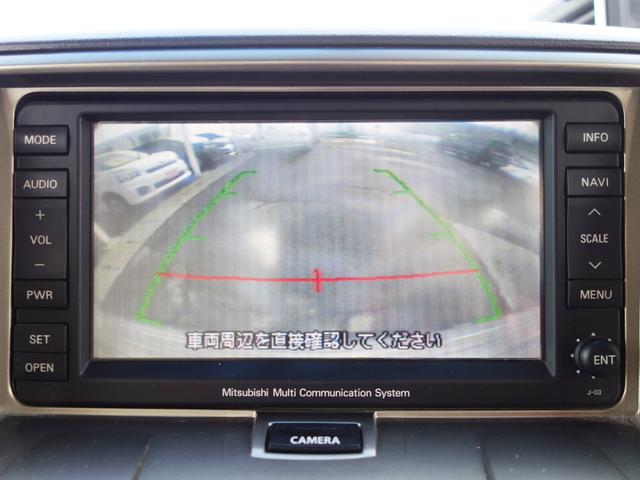 MODE
AUDIO
+
VOL
−
PWR
SET
OPEN
INFO
NAVI
SCALE
MENU
ENT
J-03
車両周辺を直接確認してください
Mitsubishi Multi Communication System
CAMERA